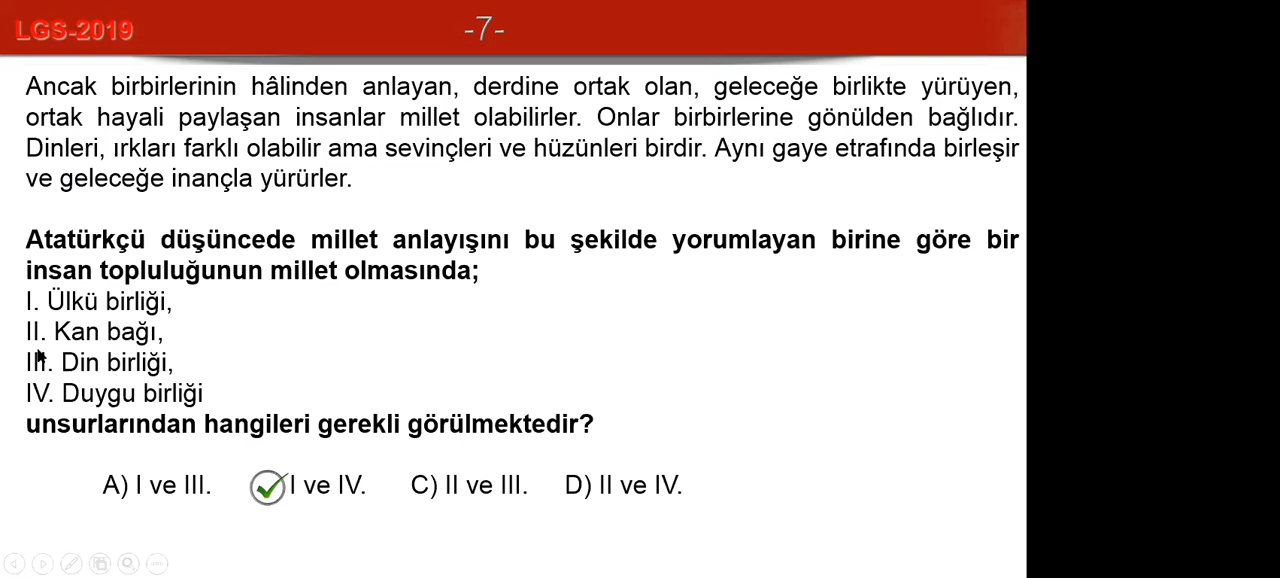 LGS-2019
-7-
Ancak birbirlerinin hâlinden anlayan, derdine ortak olan, geleceğe birlikte yürüyen,
ortak hayali paylaşan insanlar millet olabilirler. Onlar birbirlerine gönülden bağlıdır.
Dinleri, ırkları farklı olabilir ama sevinçleri ve hüzünleri birdir. Aynı gaye etrafında birleşir
ve geleceğe inançla yürürler.
Atatürkçü düşüncede millet anlayışını bu şekilde yorumlayan birine göre bir
insan topluluğunun millet olmasında;
I. Ülkü birliği,
II. Kan bağı,
III. Din birliği,
IV. Duygu birliği
unsurlarından hangileri gerekli görülmektedir?
A) I ve III. I ve IV. C) II ve III. D) II ve IV.